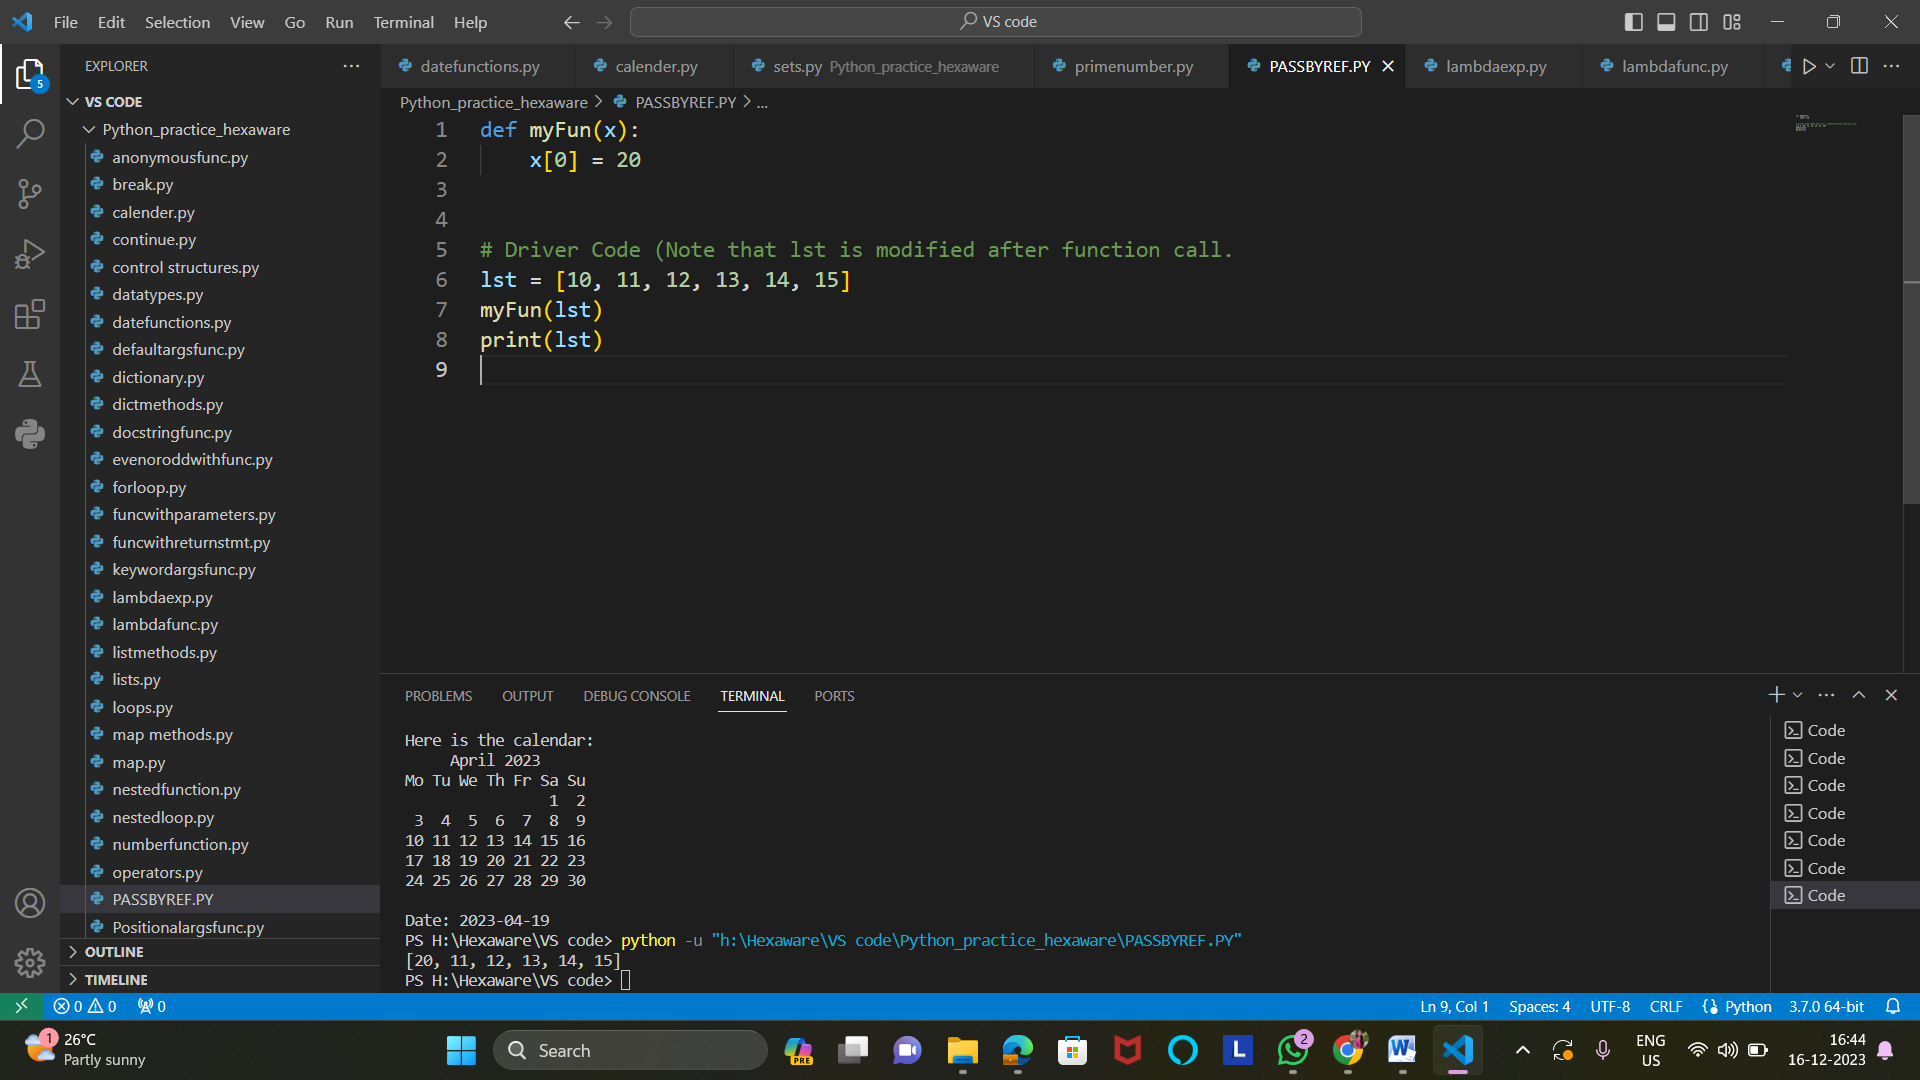 File Edit Selection View Go Run Terminal Help
VS code
EXPLORER
5
VS CODE
Python_practice_hexaware
anonymousfunc.py
break.py
calender.py
continue.py
control structures.py
datatypes.py
datefunctions.py
defaultargsfunc.py
dictionary.py
dictmethods.py
docstringfunc.py
evenoroddwithfunc.py
forloop.py
funcwithparameters.py
funcwithreturnstmt.py
keywordargsfunc.py
lambdaexp.py
lambdafunc.py
listmethods.py
lists.py
loops.py
map methods.py
map.py
nestedfunction.py
nestedloop.py
numberfunction.py
operators.py
PASSBYREF.PY
Positionalargsfunc.py
OUTLINE
TIMELINE
datefunctions.py calender.py sets.py Python_practice_hexaware primenumber.py PASSBYREF.PY lambdaexp.py lambdafunc.py
Python_practice_hexaware > PASSBYREF.PY > ...
1 def myFun(x):
2     x[0] = 20
3
4
5 # Driver Code (Note that lst is modified after function call.
6 lst = [10, 11, 12, 13, 14, 15]
7 myFun(lst)
8 print(lst)
9
PROBLEMS OUTPUT DEBUG CONSOLE TERMINAL PORTS
Here is the calendar:
     April 2023
Mo Tu We Th Fr Sa Su
                1  2
 3  4  5  6  7  8  9
10 11 12 13 14 15 16
17 18 19 20 21 22 23
24 25 26 27 28 29 30
Date: 2023-04-19
PS H:\Hexaware\VS code> python -u "h:\Hexaware\VS code\Python_practice_hexaware\PASSBYREF.PY"
[20, 11, 12, 13, 14, 15]
PS H:\Hexaware\VS code>
Code
Code
Code
Code
Code
Code
Code
0 0 0
Ln 9, Col 1 Spaces: 4 UTF-8 CRLF Python 3.7.0 64-bit
1 26°C
Partly sunny
Search
PRE
L
2
W
ENG
US
16:44
16-12-2023